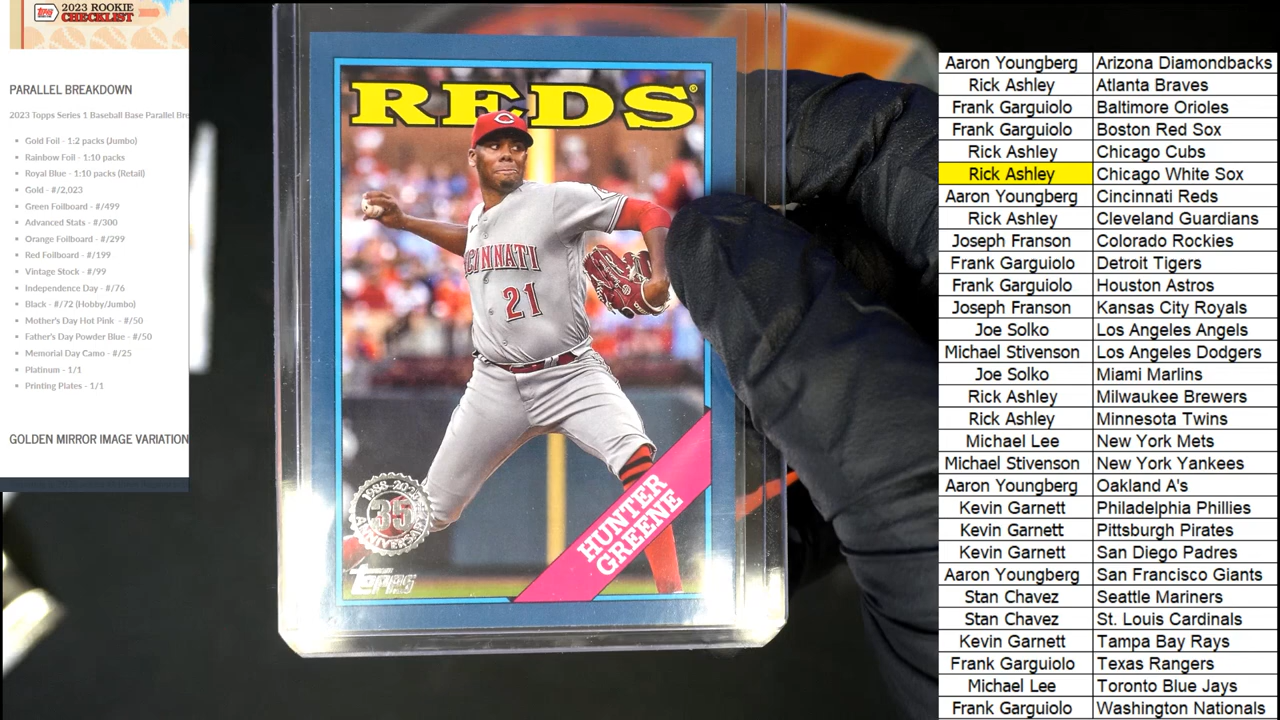 topps 2023 ROOKIE
CHECKLIST
PARALLEL BREAKDOWN
2023 Topps Series 1 Baseball Base Parallel Bre
Gold Foil - 1:2 packs (Jumbo)
Rainbow Foil - 1:10 packs
Royal Blue - 1:10 packs (Retail)
Gold - #/2,023
Green Foilboard - #/499
Advanced Stats - #/300
Orange Foilboard - #/299
Red Foilboard - #/199
Vintage Stock - #/99
Independence Day - #/76
Black - #/72 (Hobby/Jumbo)
Mother's Day Hot Pink - #/50
Father's Day Powder Blue - #/50
Memorial Day Camo - #/25
Platinum - 1/1
Printing Plates - 1/1
GOLDEN MIRROR IMAGE VARIATION
REDS®
C
CINCINNATI
21
35
ANNIVERSARY
topps
HUNTER
GREENE
Aaron Youngberg Arizona Diamondbacks
Rick Ashley Atlanta Braves
Frank Garguiolo Baltimore Orioles
Frank Garguiolo Boston Red Sox
Rick Ashley Chicago Cubs
Rick Ashley Chicago White Sox
Aaron Youngberg Cincinnati Reds
Rick Ashley Cleveland Guardians
Joseph Franson Colorado Rockies
Frank Garguiolo Detroit Tigers
Frank Garguiolo Houston Astros
Joseph Franson Kansas City Royals
Joe Solko Los Angeles Angels
Michael Stivenson Los Angeles Dodgers
Joe Solko Miami Marlins
Rick Ashley Milwaukee Brewers
Rick Ashley Minnesota Twins
Michael Lee New York Mets
Michael Stivenson New York Yankees
Aaron Youngberg Oakland A's
Kevin Garnett Philadelphia Phillies
Kevin Garnett Pittsburgh Pirates
Kevin Garnett San Diego Padres
Aaron Youngberg San Francisco Giants
Stan Chavez Seattle Mariners
Stan Chavez St. Louis Cardinals
Kevin Garnett Tampa Bay Rays
Frank Garguiolo Texas Rangers
Michael Lee Toronto Blue Jays
Frank Garguiolo Washington Nationals